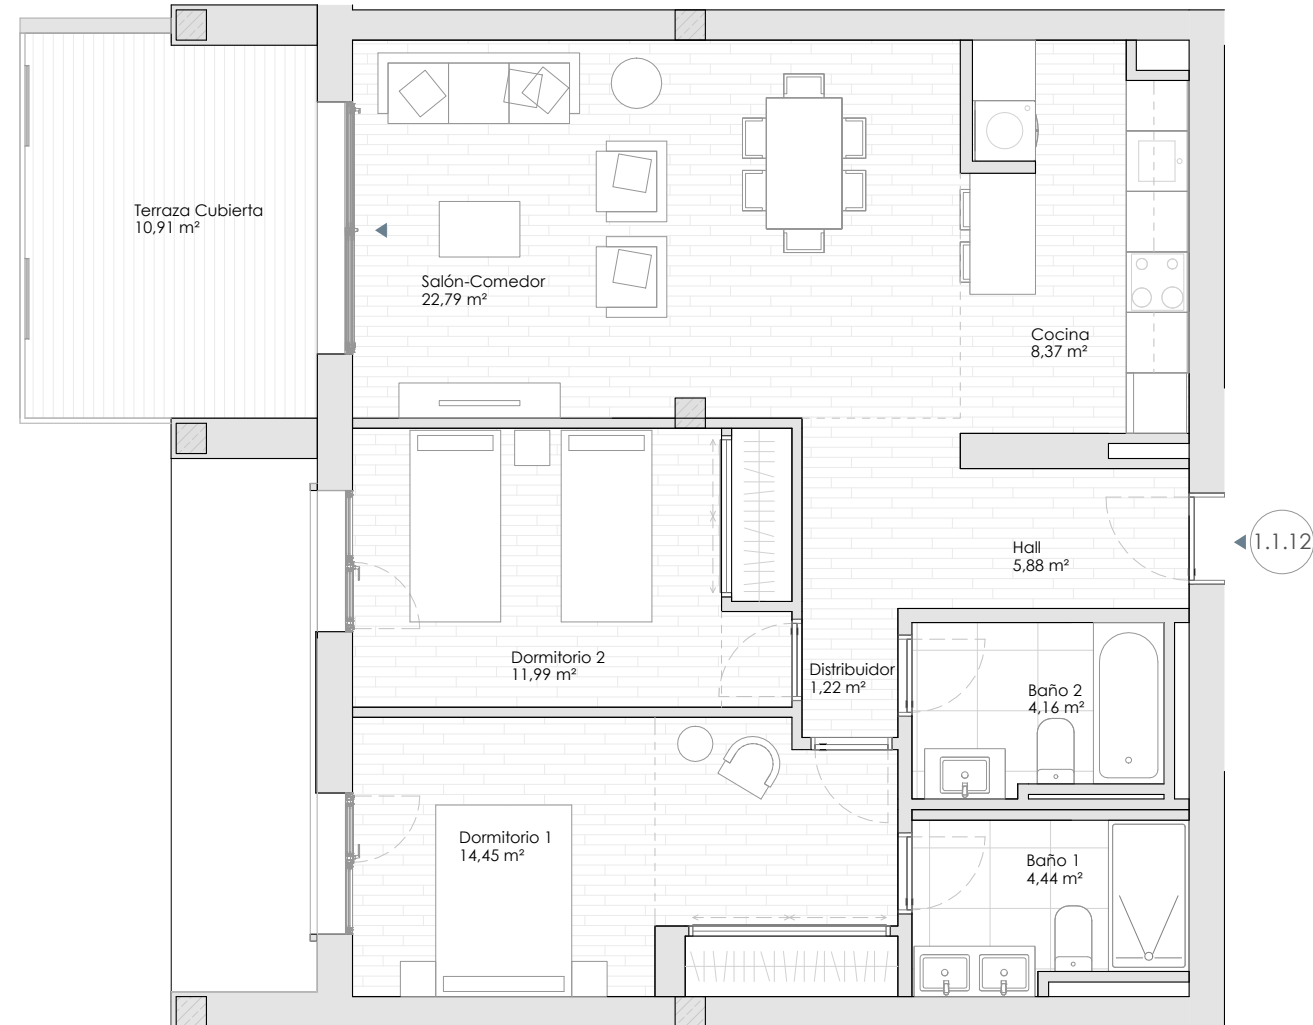 Terraza Cubierta
10,91 m²
Salón-Comedor
22,79 m²
Cocina
8,37 m²
Hall
5,88 m²
1.1.12
Dormitorio 2
11,99 m²
Distribuidor
1,22 m²
Baño 2
4,16 m²
Dormitorio 1
14,45 m²
Baño 1
4,44 m²